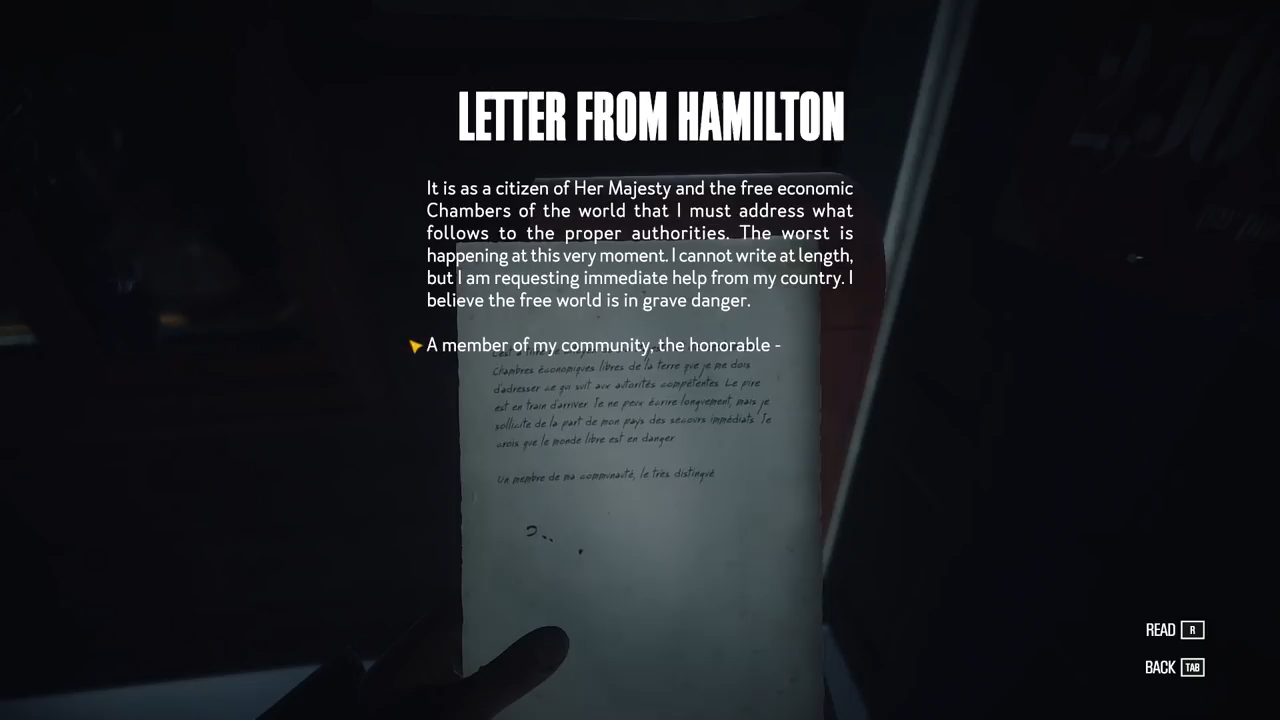 LETTER FROM HAMILTON
It is as a citizen of Her Majesty and the free economic
Chambers of the world that I must address what
follows to the proper authorities. The worst is
happening at this very moment. I cannot write at length,
but I am requesting immediate help from my country. I
believe the free world is in grave danger.
A member of my community, the honorable -
Chambres économiques libres de la terre que je me dois
d'adresser ce qui suit aux autorités compétentes. Le pire
est en train d'arriver. Je ne peux écrire longuement, mais je
sollicite de la part de mon pays des secours immédiats. Je
crois que le monde libre est en danger
Un membre de ma communauté, le très distingué
READ R
BACK TAB